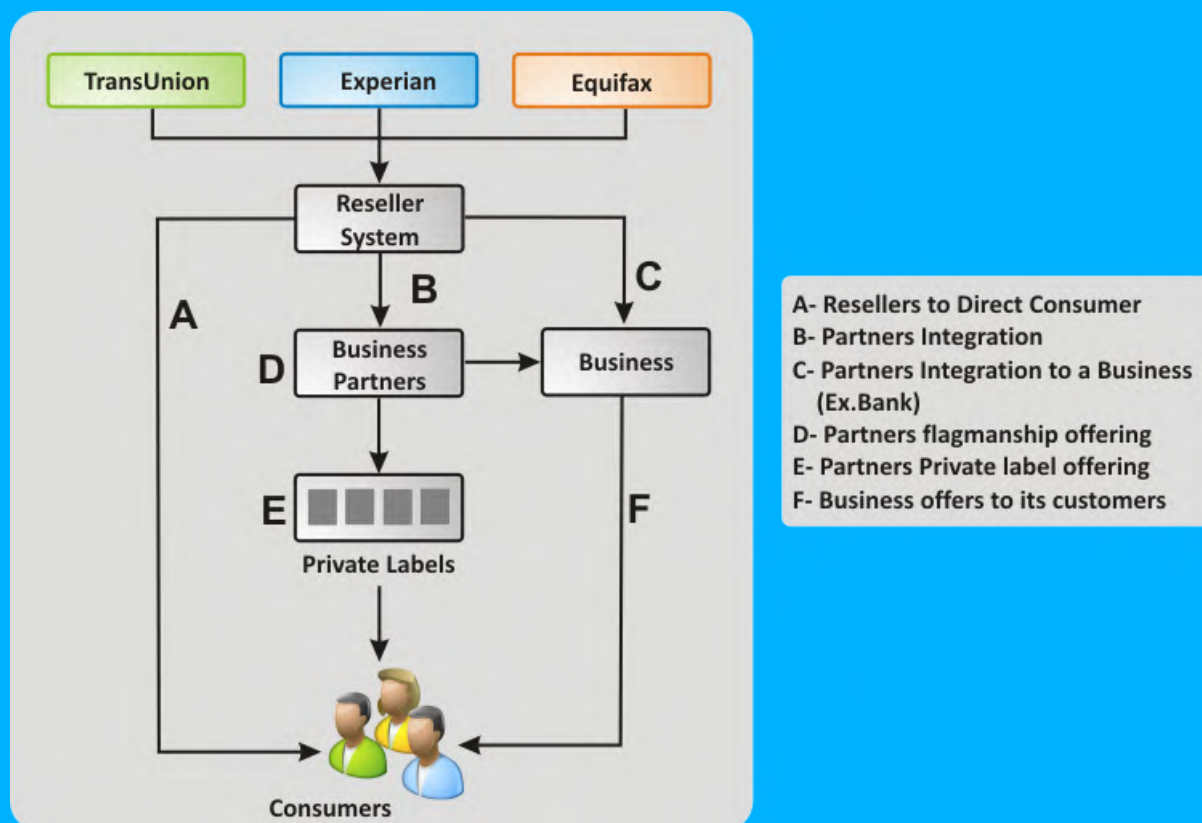 TransUnion
Experian
Equifax
Reseller
System
A
B
C
D
Business
Partners
Business
E
F
Private Labels
Consumers
A- Resellers to Direct Consumer
B- Partners Integration
C- Partners Integration to a Business
(Ex.Bank)
D- Partners flagmanship offering
E- Partners Private label offering
F- Business offers to its customers